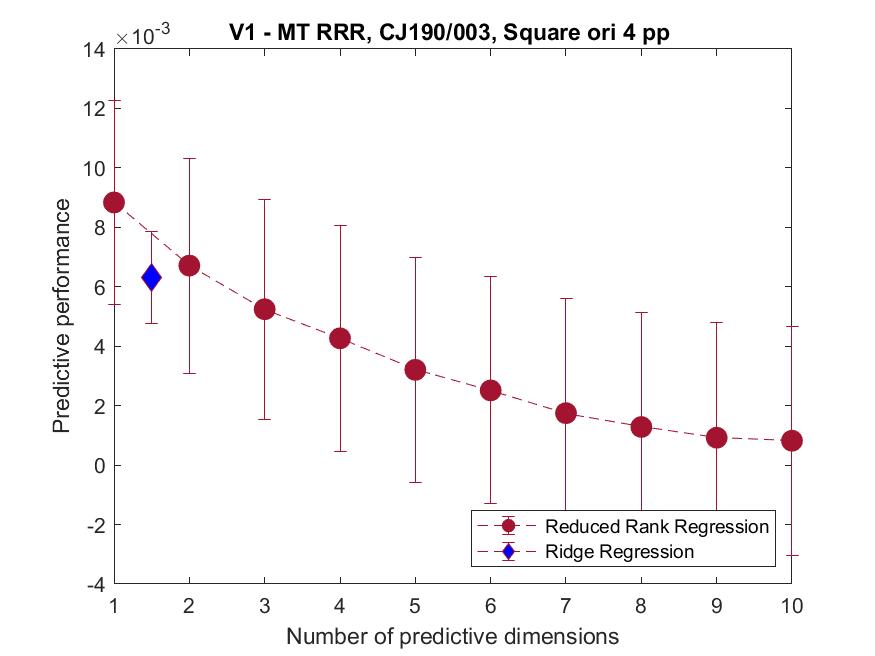 V1 - MT RRR, CJ190/003, Square ori 4 pp
×10-3
14
12
10
8
6
4
2
0
-2
-4
Predictive performance
Reduced Rank Regression
Ridge Regression
1 2 3 4 5 6 7 8 9 10
Number of predictive dimensions